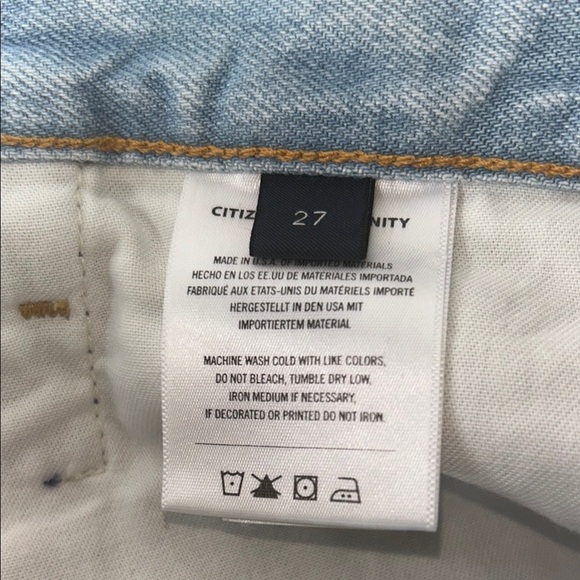 27
CITIZ NITY
MADE IN U.S.A. OF IMPORTED MATERIALS
HECHO EN LOS EE.UU DE MATERIALES IMPORTADA
FABRIQUÉ AUX ETATS-UNIS DU MATÉRIELS IMPORTÉ
HERGESTELLT IN DEN USA MIT
IMPORTIERTEM MATERIAL
MACHINE WASH COLD WITH LIKE COLORS,
DO NOT BLEACH, TUMBLE DRY LOW.
IRON MEDIUM IF NECESSARY,
IF DECORATED OR PRINTED DO NOT IRON.